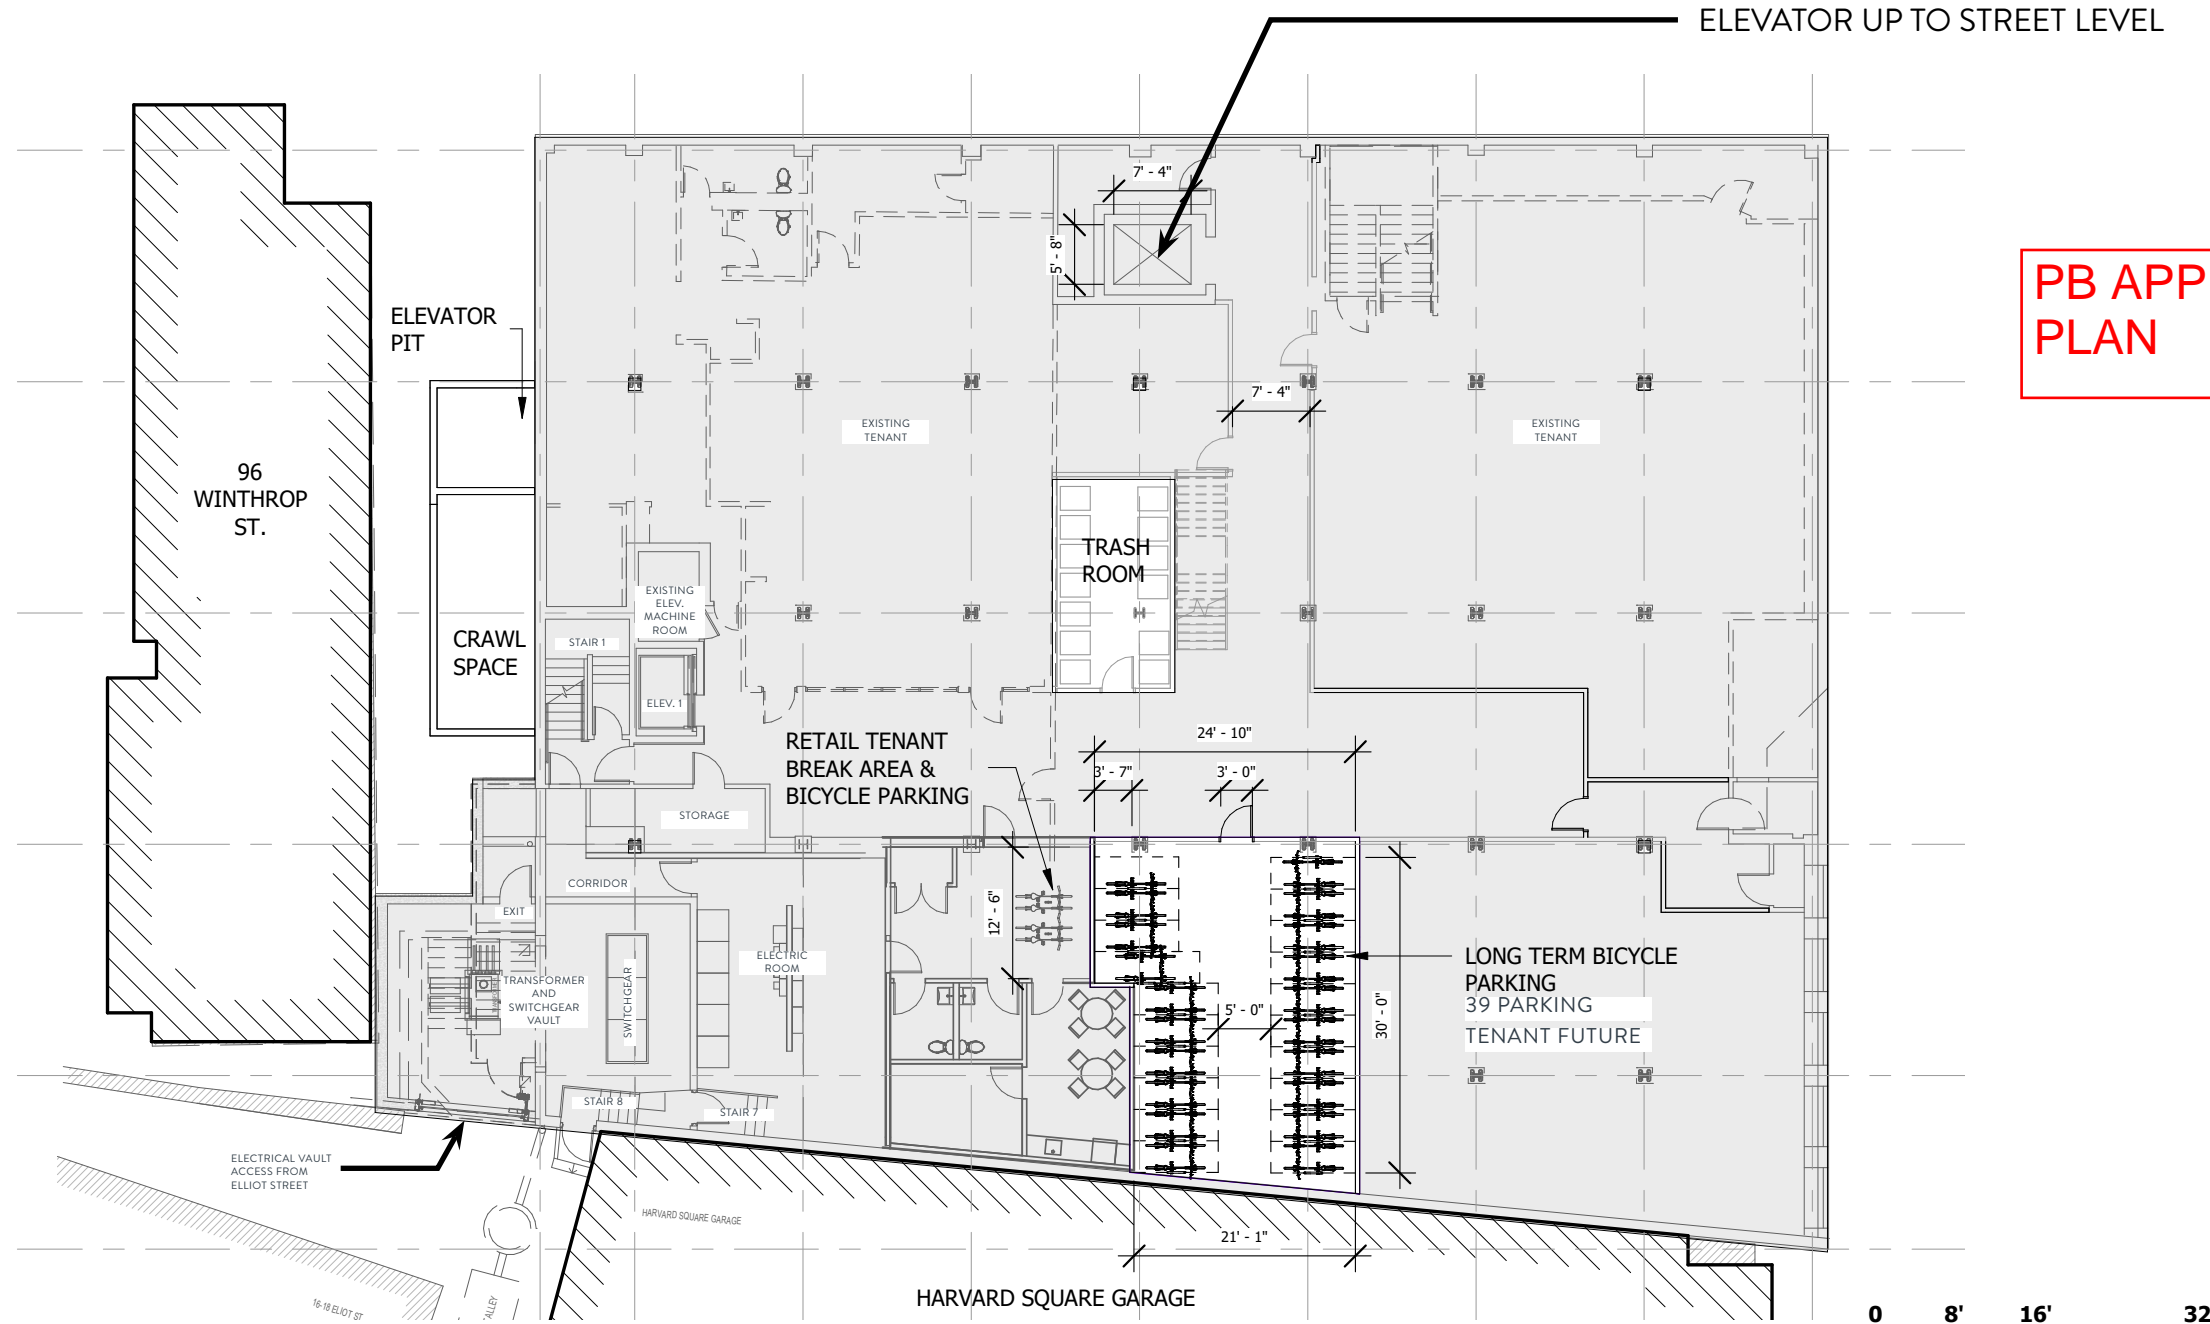 ELEVATOR UP TO STREET LEVEL
PB APP
PLAN
7' - 4"
5' - 8"
ELEVATOR
PIT
7' - 4"
EXISTING
TENANT
EXISTING
TENANT
96
WINTHROP
ST.
TRASH
ROOM
EXISTING
ELEV.
MACHINE
ROOM
CRAWL
SPACE
STAIR 1
ELEV. 1
RETAIL TENANT
BREAK AREA &
BICYCLE PARKING
24' - 10"
3' - 7"
3' - 0"
STORAGE
CORRIDOR
EXIT
12' - 6"
ELECTRIC
ROOM
SWITCHGEAR
TRANSFORMER
AND
SWITCHGEAR
VAULT
LONG TERM BICYCLE
PARKING
39 PARKING
TENANT FUTURE
5' - 0"
30' - 0"
STAIR 8
STAIR 7
ELECTRICAL VAULT
ACCESS FROM
ELLIOT STREET
HARVARD SQUARE GARAGE
21' - 1"
HARVARD SQUARE GARAGE
16-18 ELIOT ST.
ALLEY
0 8' 16' 32